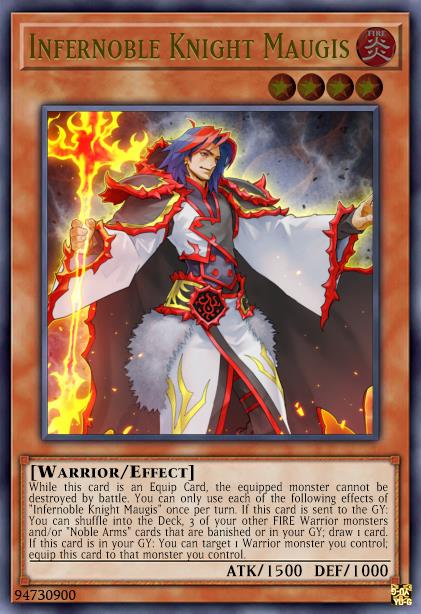 INFERNOBLE KNIGHT MAUGIS
FIRE
炎
[WARRIOR/EFFECT]
While this card is an Equip Card, the equipped monster cannot be
destroyed by battle. You can only use each of the following effects of
"Infernoble Knight Maugis" once per turn. If this card is sent to the GY:
You can shuffle into the Deck, 3 of your other FIRE Warrior monsters
and/or "Noble Arms" cards that are banished or in your GY; draw 1 card.
If this card is in your GY: You can target 1 Warrior monster you control;
equip this card to that monster you control.
ATK/1500 DEF/1000
94730900